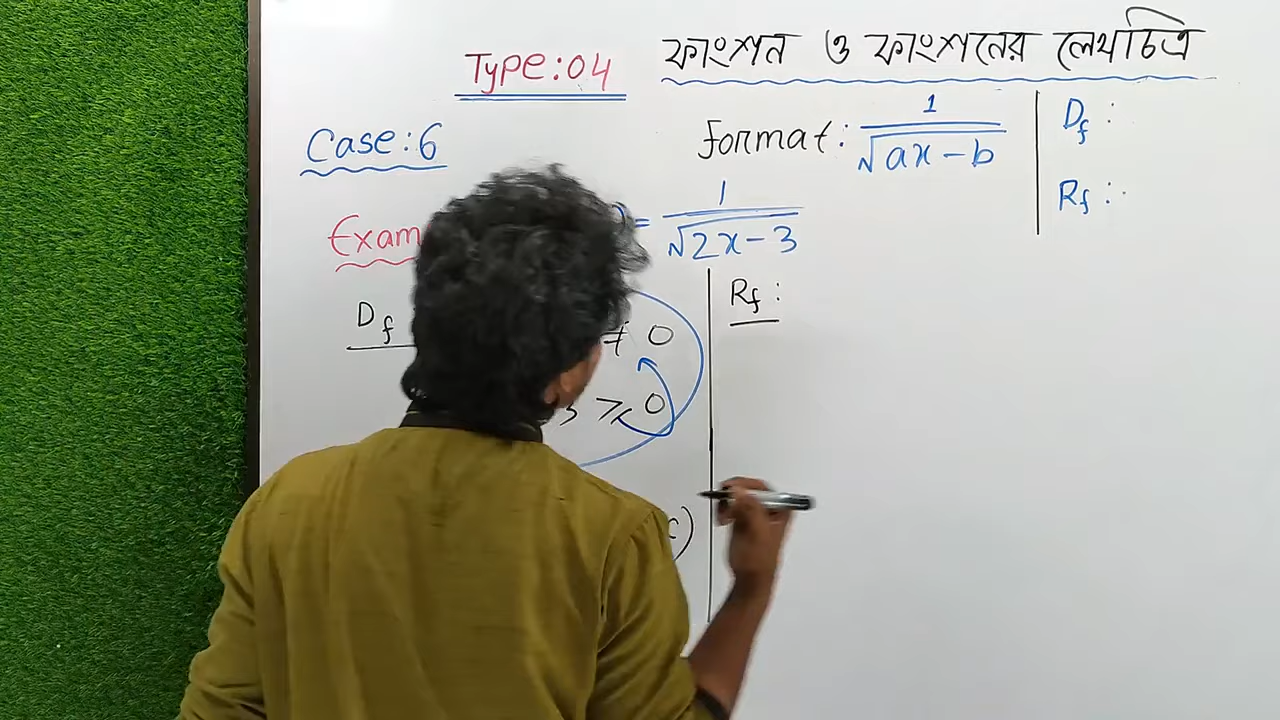 Type:04 ফাংশন ও ফাংশনের লেখচিত্র
Case:6 Format: 1/√(ax-b) D_f :
R_f :
= 1/√(2x-3)
D_f ≠ 0 R_f :
≥ 0